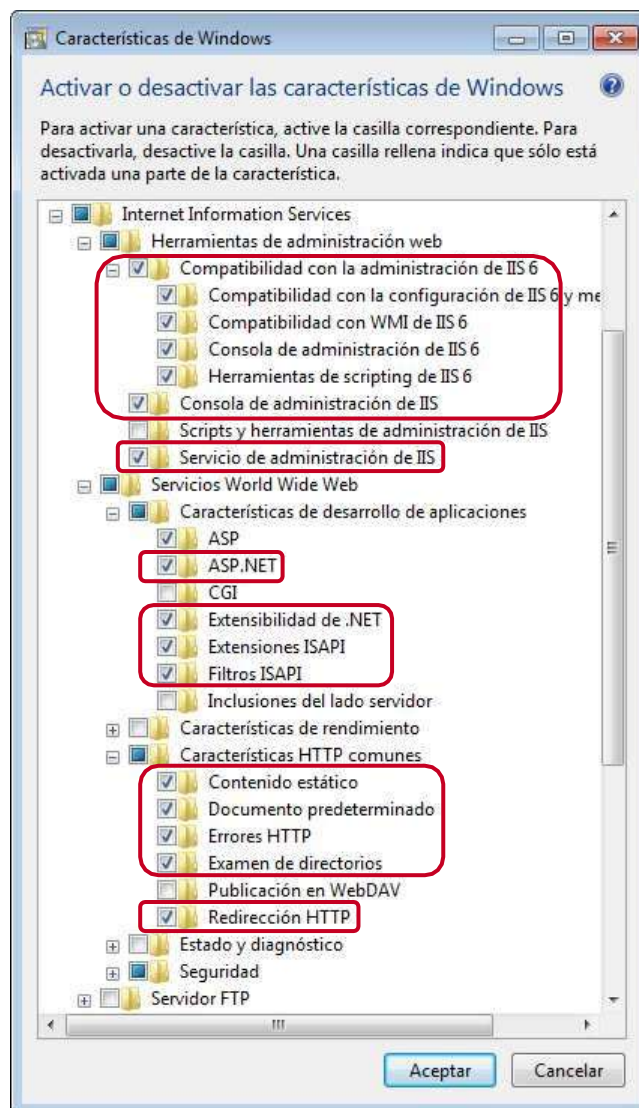 Características de Windows
Activar o desactivar las características de Windows
Para activar una característica, active la casilla correspondiente. Para
desactivarla, desactive la casilla. Una casilla rellena indica que sólo está
activada una parte de la característica.
Internet Information Services
Herramientas de administración web
Compatibilidad con la administración de IIS 6
Compatibilidad con la configuración de IIS 6 y me
Compatibilidad con WMI de IIS 6
Consola de administración de IIS 6
Herramientas de scripting de IIS 6
Consola de administración de IIS
Scripts y herramientas de administración de IIS
Servicio de administración de IIS
Servicios World Wide Web
Características de desarrollo de aplicaciones
ASP
ASP.NET
CGI
Extensibilidad de .NET
Extensiones ISAPI
Filtros ISAPI
Inclusiones del lado servidor
Características de rendimiento
Características HTTP comunes
Contenido estático
Documento predeterminado
Errores HTTP
Examen de directorios
Publicación en WebDAV
Redirección HTTP
Estado y diagnóstico
Seguridad
Servidor FTP
Aceptar
Cancelar